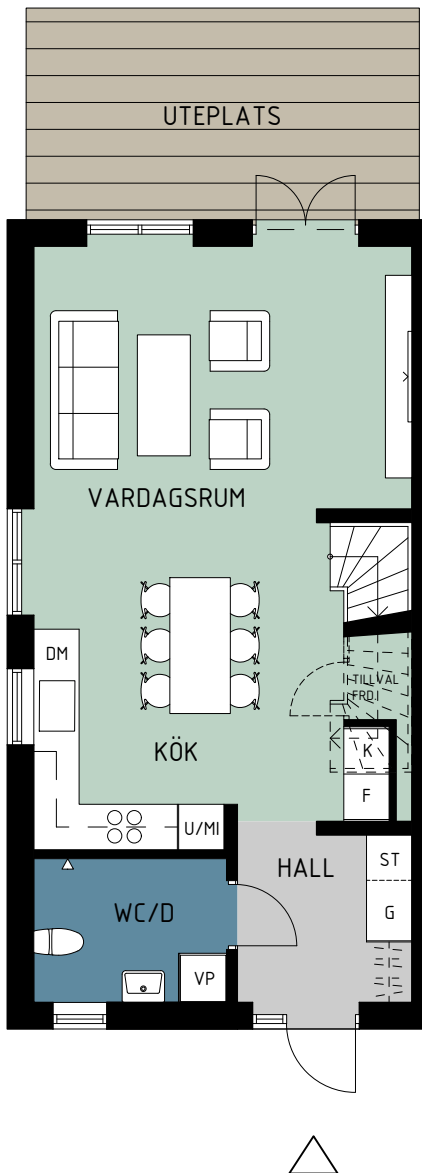 UTEPLATS
VARDAGSRUM
DM
TILLVAL
FRD.
KÖK
K
F
U/MI
HALL
ST
WC/D
G
VP